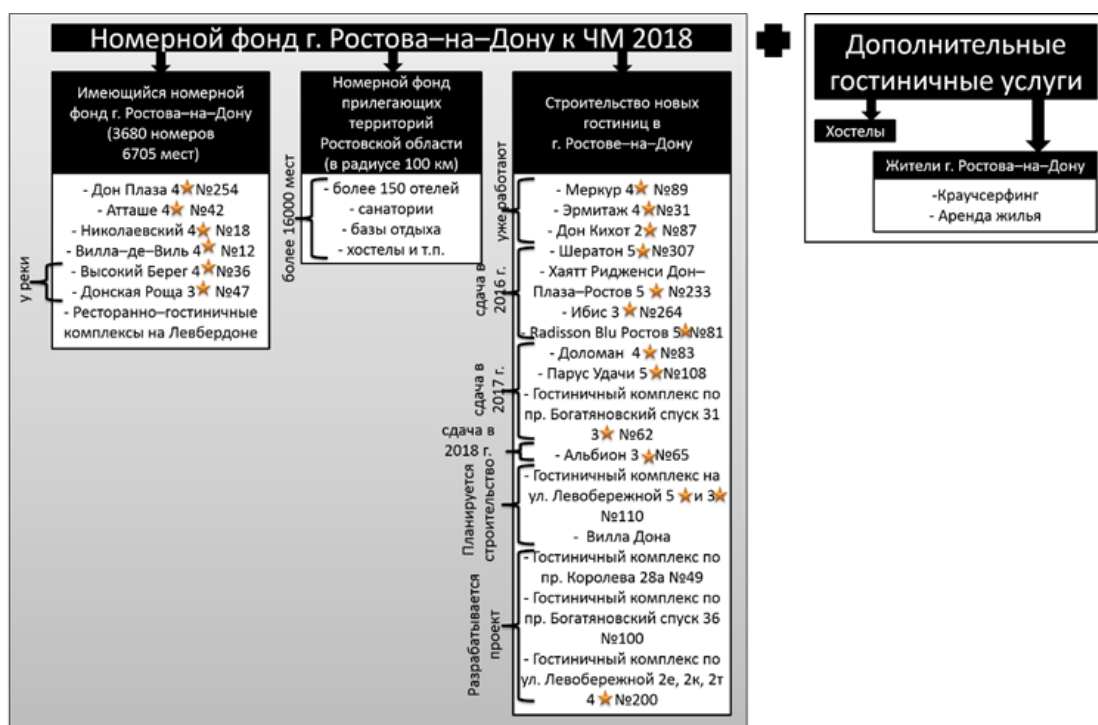 Номерной фонд г. Ростова–на–Дону к ЧМ 2018
Имеющийся номерной
фонд г. Ростова–на–Дону
(3680 номеров
6705 мест)
- Дон Плаза 4★№254
- Атташе 4★ №42
- Николаевский 4★№18
- Вилла–де–Виль 4★ №12
у реки
- Высокий Берег 4★№36
- Донская Роща 3★ №47
- Ресторанно–гостиничные
комплексы на Левбердоне
Номерной фонд
прилегающих
территорий
Ростовской области
(в радиусе 100 км)
более 16000 мест
- более 150 отелей
- санатории
- базы отдыха
- хостелы и т.п.
Строительство новых
гостиниц в
г. Ростове–на–Дону
уже работают
- Меркур 4★№89
- Эрмитаж 4★№31
- Дон Кихот 2★ №87
сдача в
2016 г.
- Шератон 5★№307
- Хаятт Ридженси Дон–
Плаза–Ростов 5 ★№233
- Ибис 3 ★№264
- Radisson Blu Ростов 5★№81
сдача в
2017 г.
- Доломан 4 ★№83
- Парус Удачи 5★№108
- Гостиничный комплекс по
пр. Богатяновский спуск 31
3★ №62
сдача в
2018 г.
- Альбион 3 ★№65
Планируется
строительство
- Гостиничный комплекс на
ул. Левобережной 5 ★и 3★
№110
- Вилла Дона
Разрабатывается
проект
- Гостиничный комплекс по
пр. Королева 28а №49
- Гостиничный комплекс по
пр. Богатяновский спуск 36
№100
- Гостиничный комплекс по
ул. Левобережной 2е, 2к, 2т
4 ★№200
Дополнительные
гостиничные услуги
Хостелы
Жители г. Ростова–на–Дону
-Краучсерфинг
- Аренда жилья